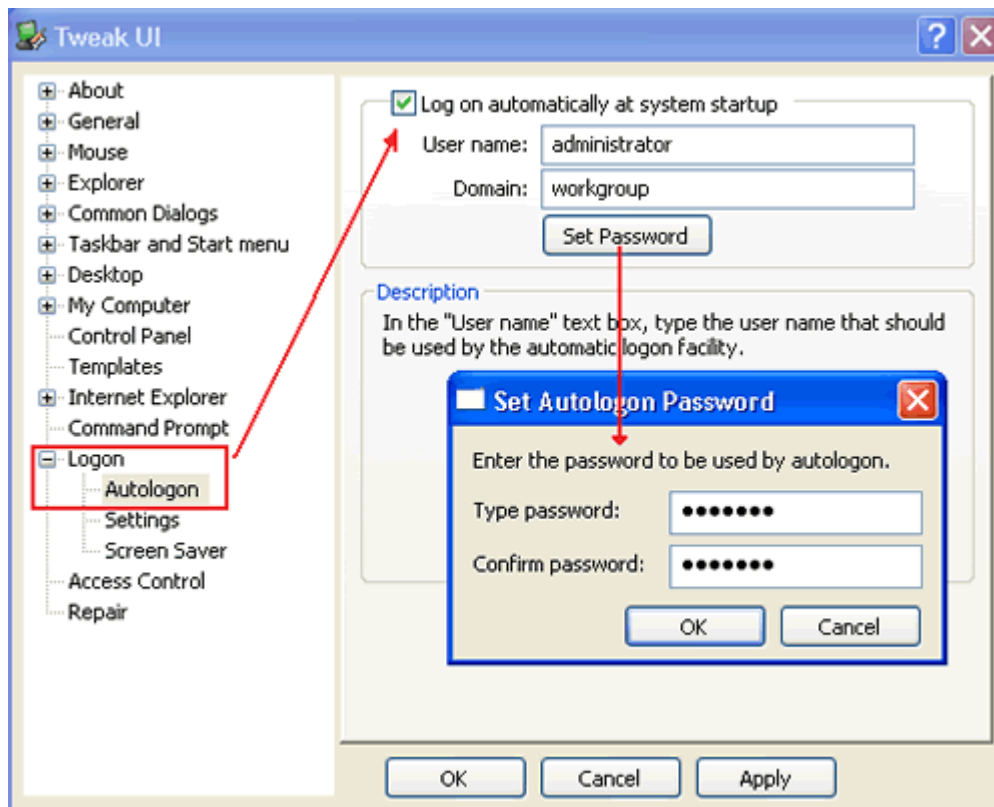 Tweak UI
About
General
Mouse
Explorer
Common Dialogs
Taskbar and Start menu
Desktop
My Computer
Control Panel
Templates
Internet Explorer
Command Prompt
Logon
Autologon
Settings
Screen Saver
Access Control
Repair
Log on automatically at system startup
User name: administrator
Domain: workgroup
Set Password
Description
In the "User name" text box, type the user name that should
be used by the automatic logon facility.
Set Autologon Password
Enter the password to be used by autologon.
Type password: •••••••
Confirm password: •••••••
OK Cancel
OK Cancel Apply